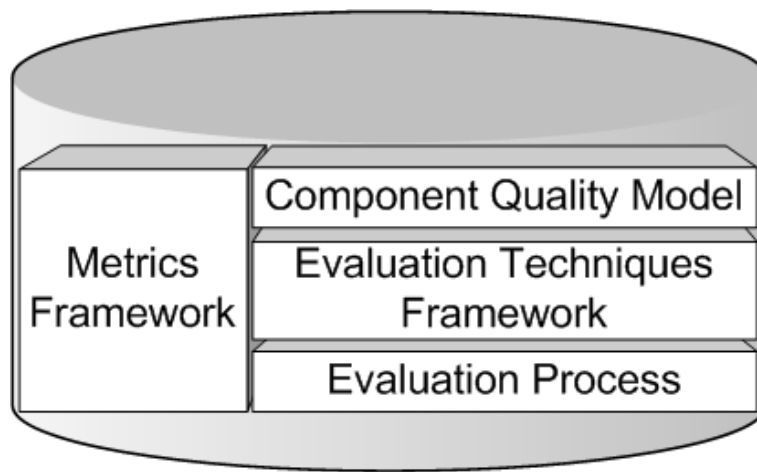 Metrics
Framework
Component Quality Model
Evaluation Techniques
Framework
Evaluation Process